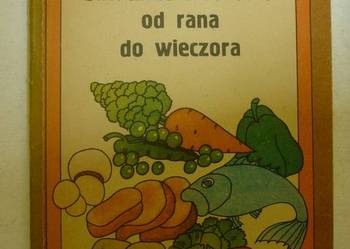 od rana
do wieczora